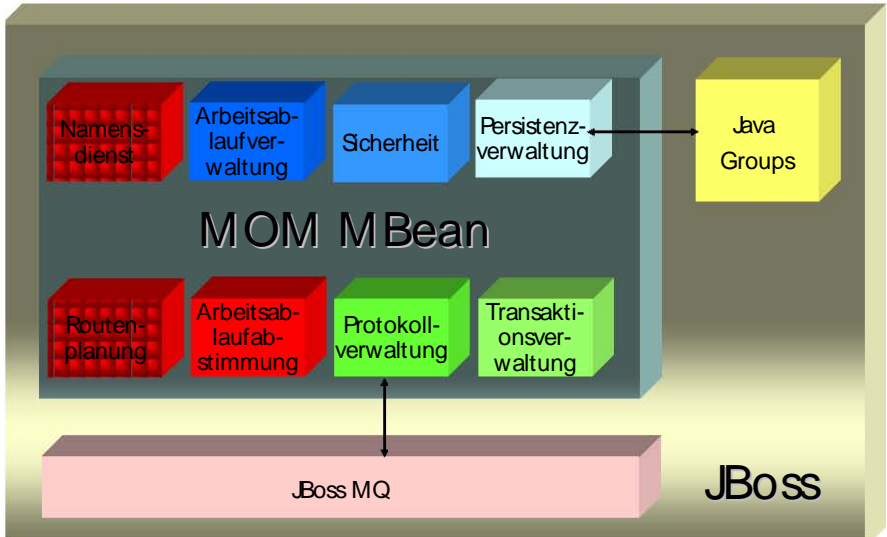 Namens-
dienst
Arbeitsab-
laufver-
waltung
Sicherheit
Persistenz-
verwaltung
Java
Groups
MOM MBean
Routen-
planung
Arbeitsab-
laufab-
stimmung
Protokoll-
verwaltung
Transakti-
onsver-
waltung
JBoss MQ
JBoss